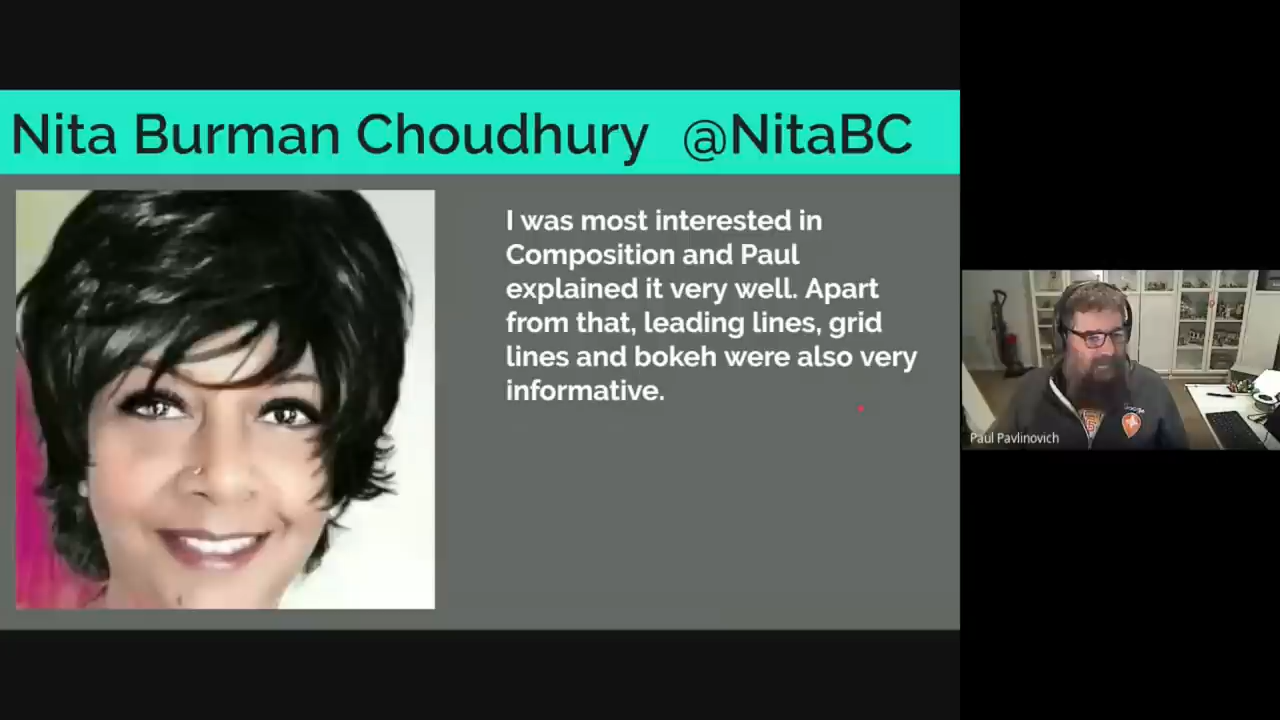 Nita Burman Choudhury @NitaBC
I was most interested in
Composition and Paul
explained it very well. Apart
from that, leading lines, grid
lines and bokeh were also very
informative.
Paul Pavlinovich